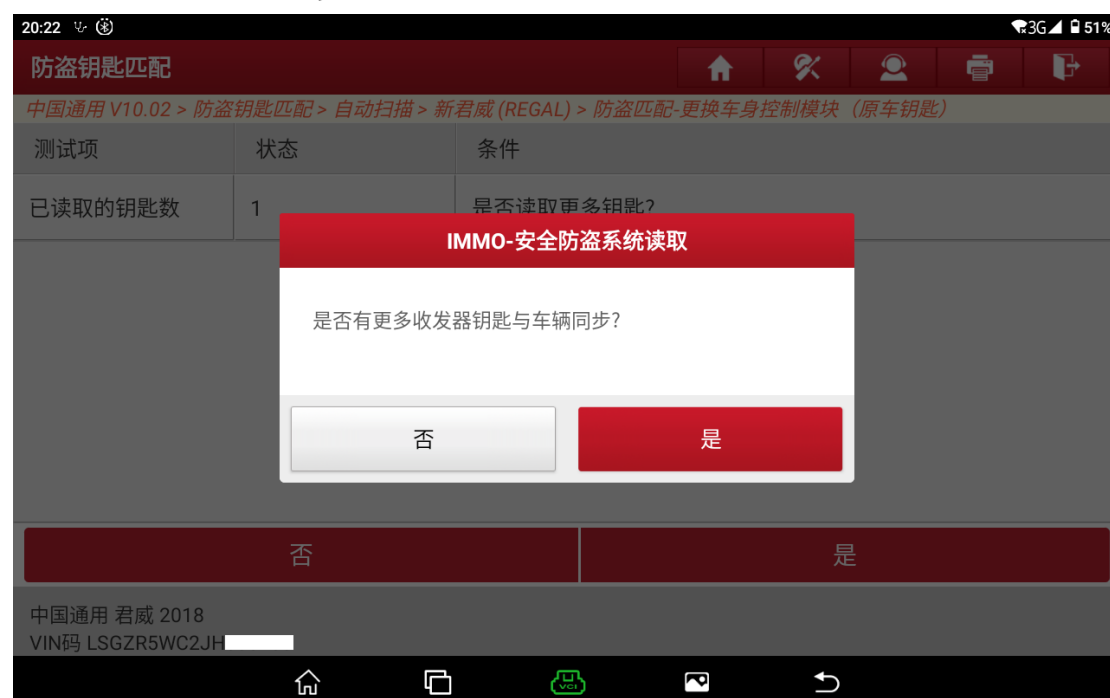 20:22 3G 51%
防盗钥匙匹配
中国通用 V10.02 > 防盗钥匙匹配 > 自动扫描 > 新君威 (REGAL) > 防盗匹配-更换车身控制模块（原车钥匙）
测试项 状态 条件
已读取的钥匙数 1 是否读取更多钥匙?
IMMO-安全防盗系统读取
是否有更多收发器钥匙与车辆同步?
否 是
否 是
中国通用 君威 2018
VIN码 LSGZR5WC2JH
VCI